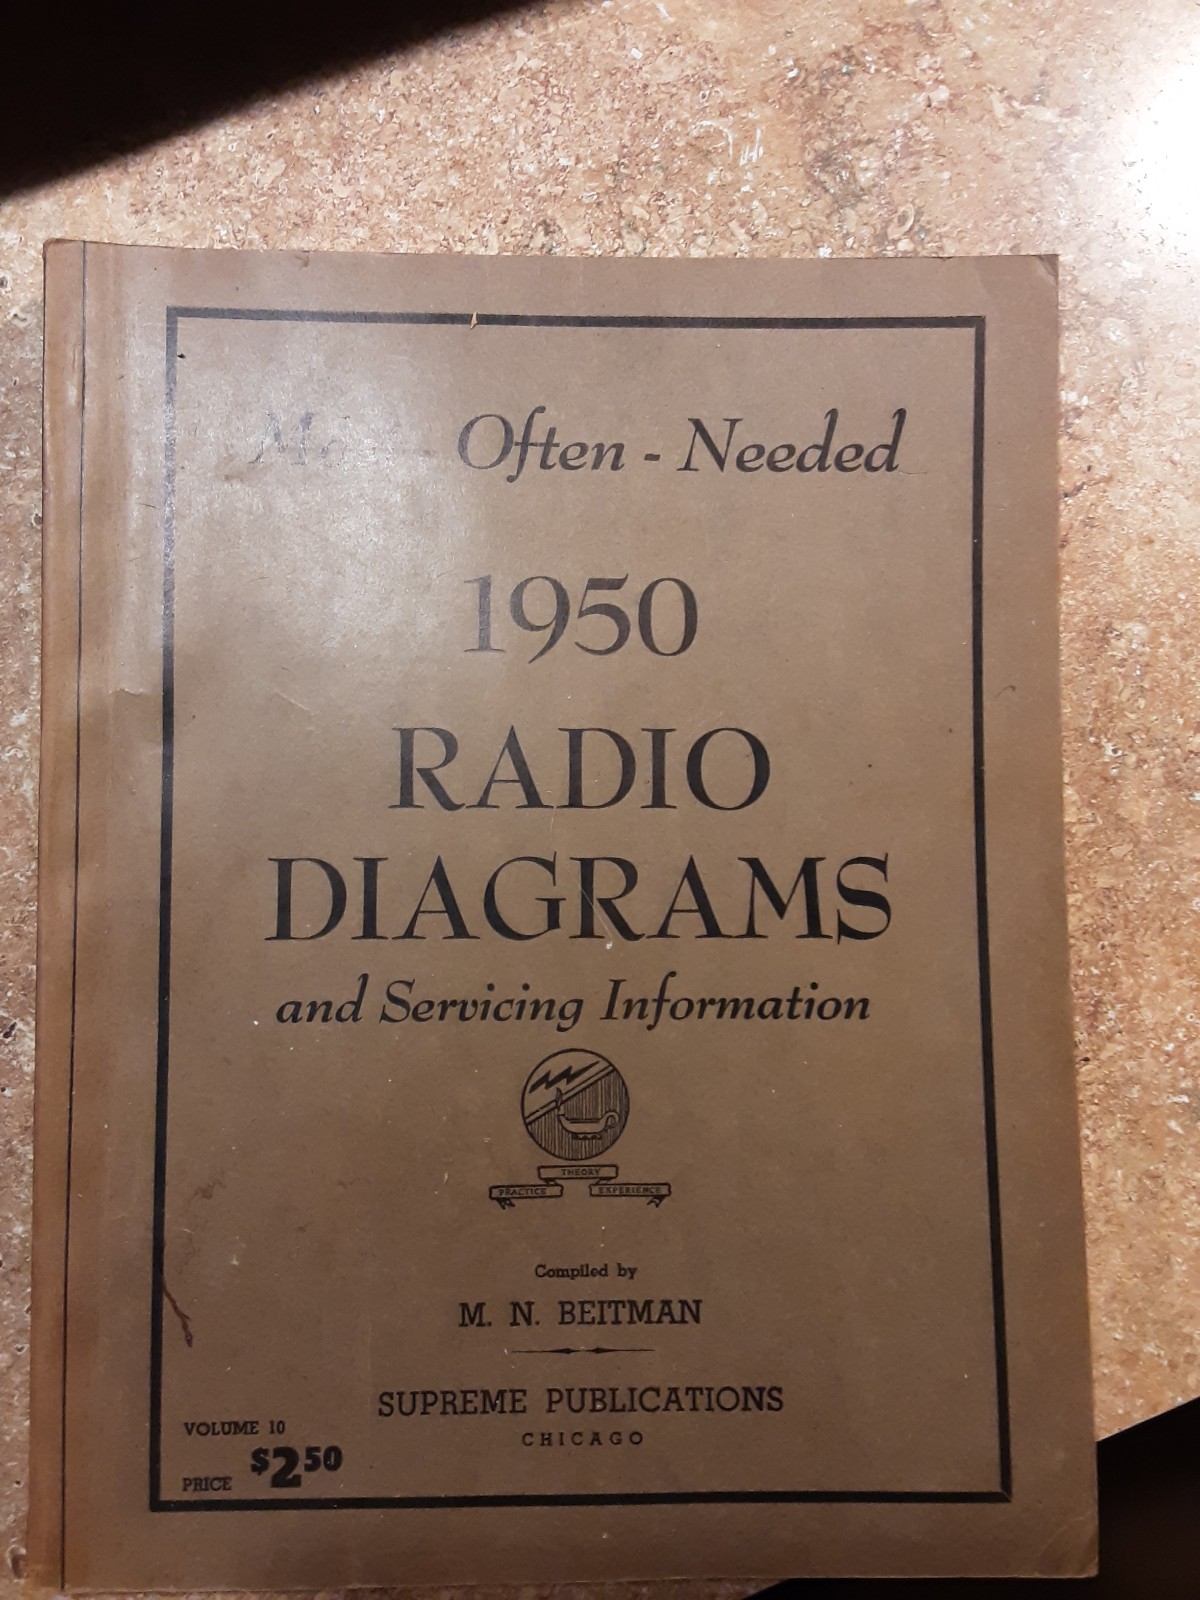 Most - Often - Needed
1950
RADIO
DIAGRAMS
and Servicing Information
THEORY
PRACTICE EXPERIENCE
Compiled by
M. N. BEITMAN
SUPREME PUBLICATIONS
CHICAGO
VOLUME 10
PRICE $2.50